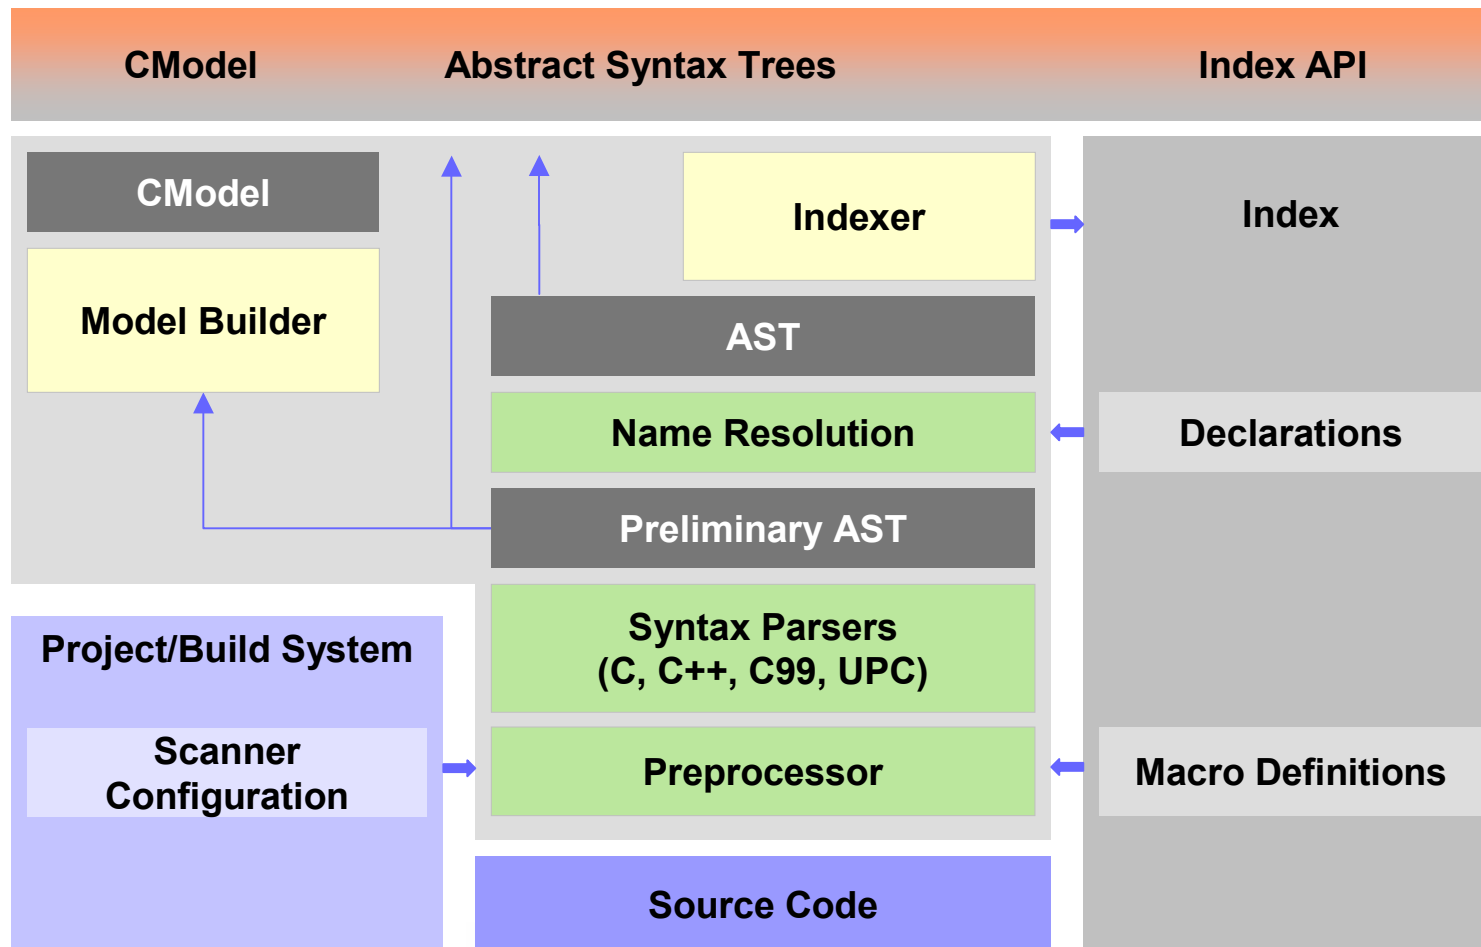 CModel
Abstract Syntax Trees
Index API
CModel
Indexer
Index
Model Builder
AST
Name Resolution
Declarations
Preliminary AST
Syntax Parsers
(C, C++, C99, UPC)
Project/Build System
Scanner
Configuration
Preprocessor
Macro Definitions
Source Code